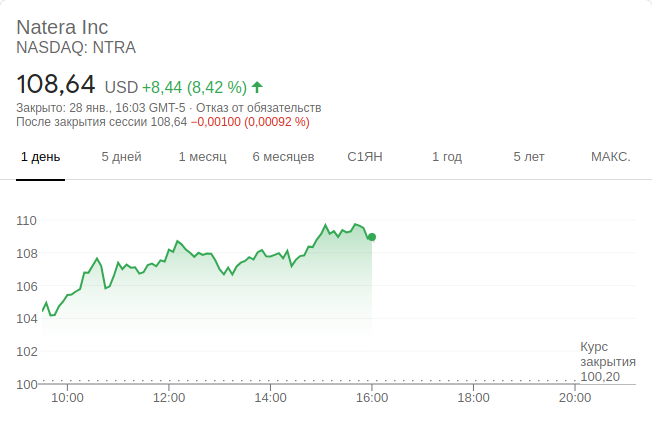 Natera Inc
NASDAQ: NTRA
108,64 USD +8,44 (8,42 %)
Закрыто: 28 янв., 16:03 GMT-5 · Отказ от обязательств
После закрытия сессии 108,64 −0,00100 (0,00092 %)
1 день 5 дней 1 месяц 6 месяцев С1ЯН 1 год 5 лет МАКС.
110
108
106
104
102
100
Курс
закрытия
100,20
10:00 12:00 14:00 16:00 18:00 20:00